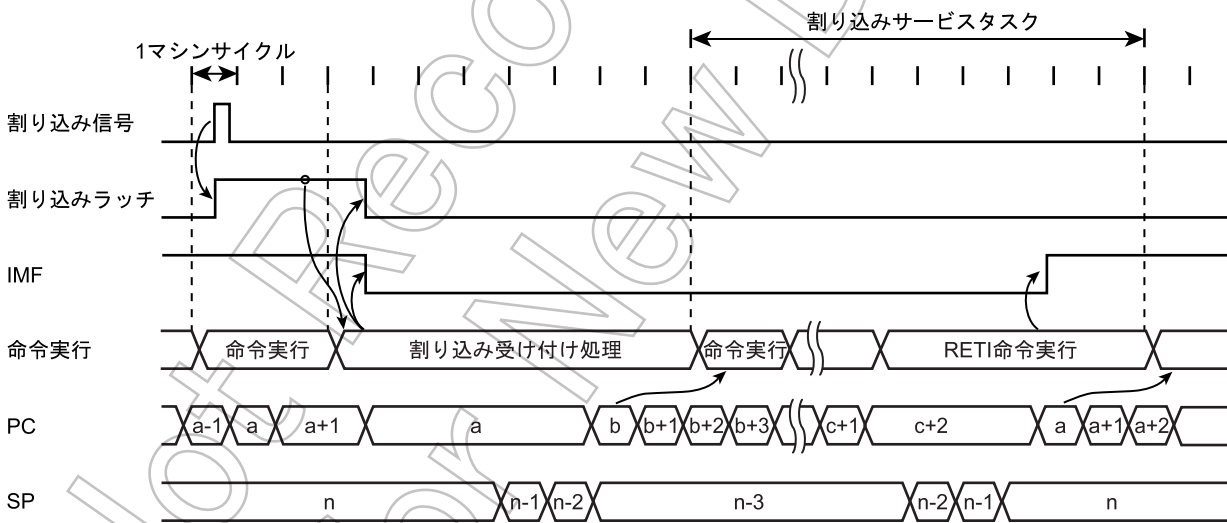 割り込みサービスタスク
1マシンサイクル
割り込み信号
割り込みラッチ
IMF
命令実行 命令実行 割り込み受け付け処理 命令実行 RETI命令実行
PC a-1 a a+1 a b b+1 b+2 b+3 c+1 c+2 a a+1 a+2
SP n n-1 n-2 n-3 n-2 n-1 n
Not Reco
for New D